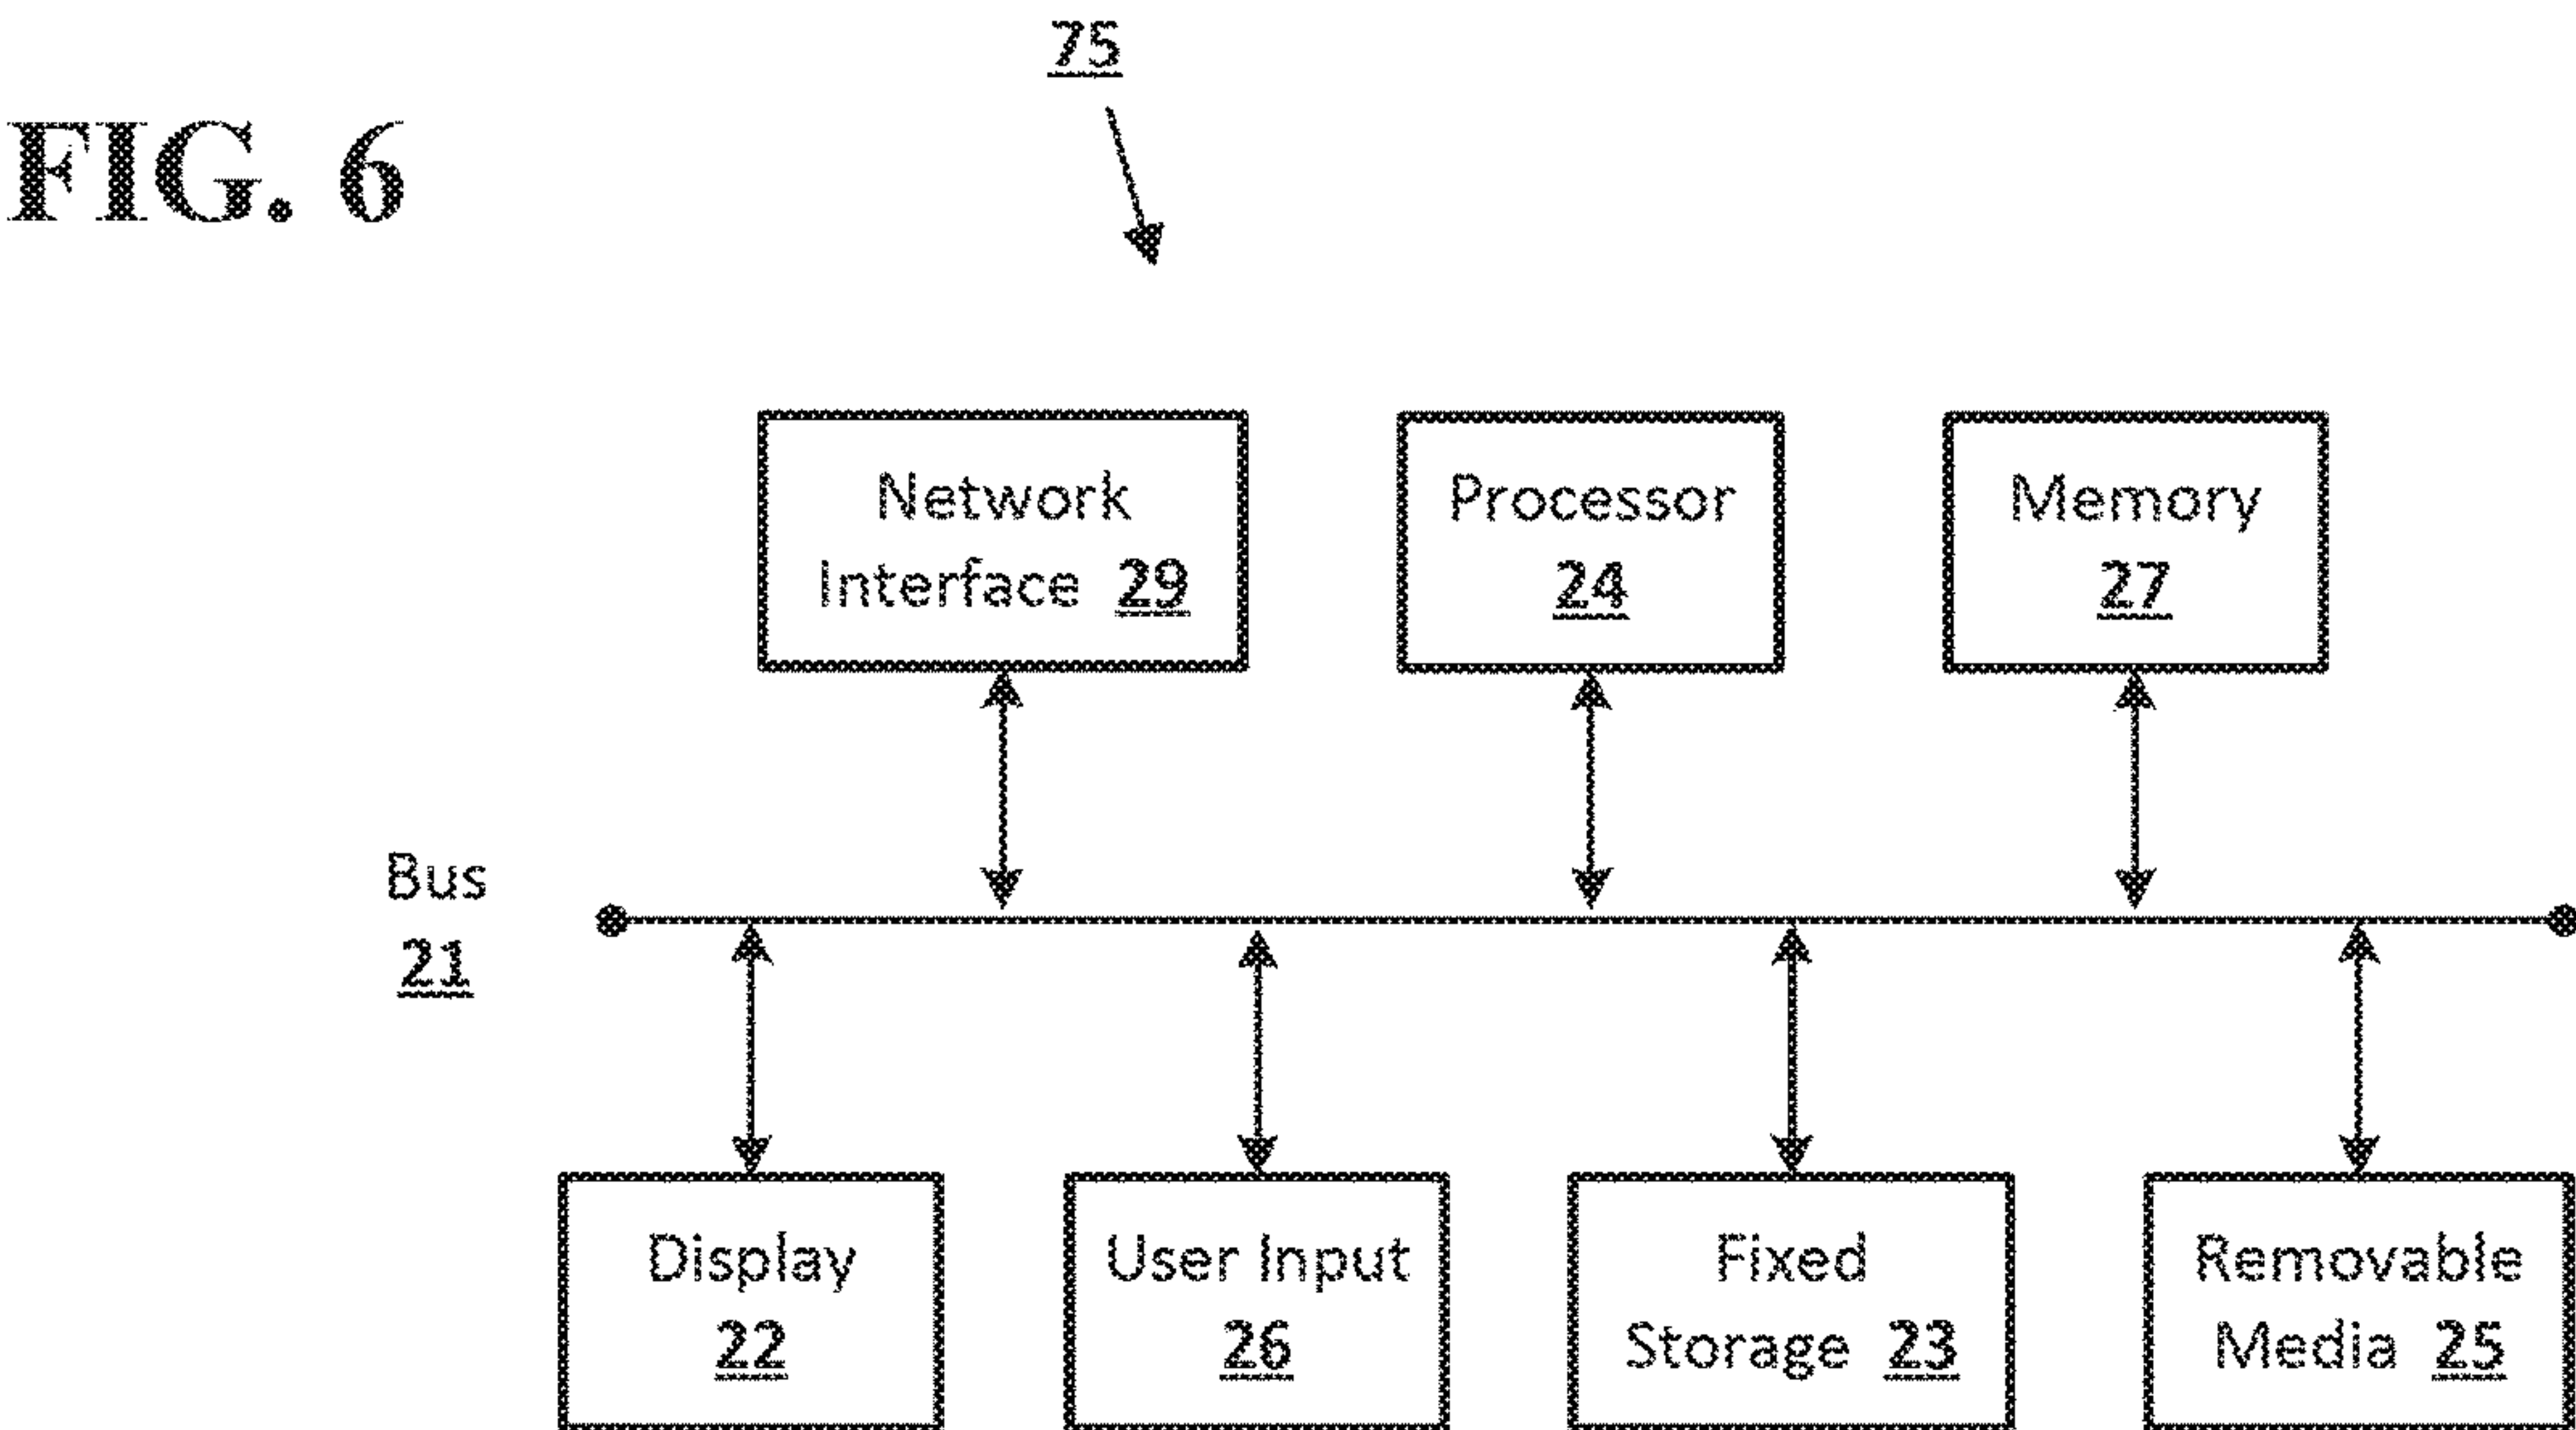 75
FIG. 6
Network
Interface 29
Processor
24
Memory
27
Bus
21
Display
22
User Input
26
Fixed
Storage 23
Removable
Media 25